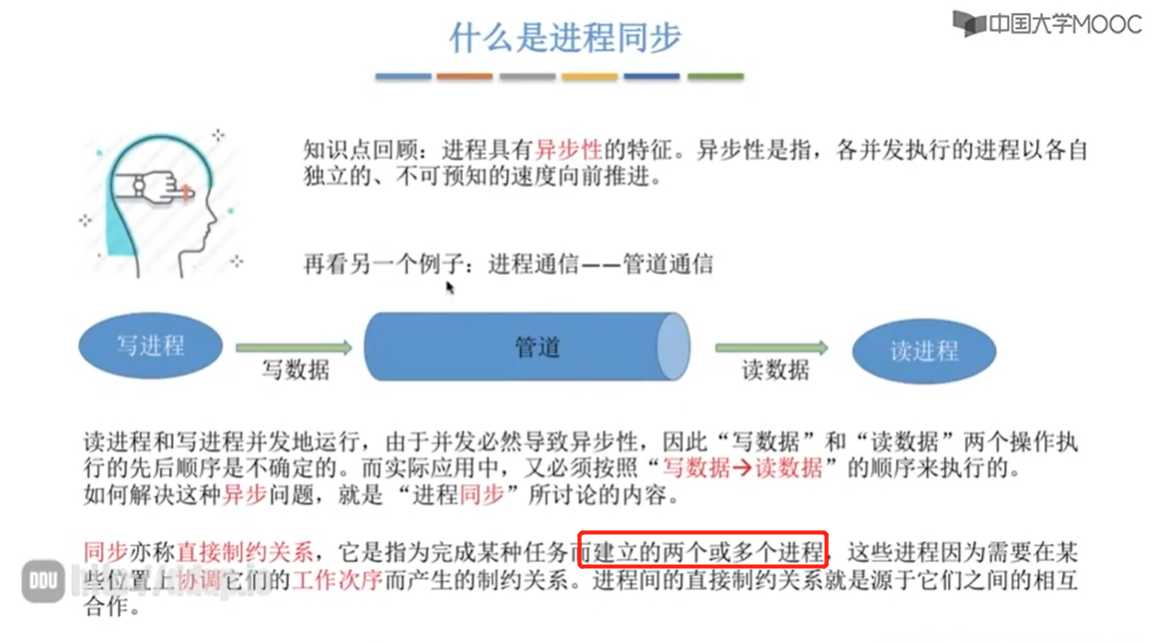 中国大学MOOC
什么是进程同步
知识点回顾：进程具有异步性的特征。异步性是指，各并发执行的进程以各自
独立的、不可预知的速度向前推进。
再看另一个例子：进程通信——管道通信
写进程
写数据
管道
读数据
读进程
读进程和写进程并发地运行，由于并发必然导致异步性，因此“写数据”和“读数据”两个操作执
行的先后顺序是不确定的。而实际应用中，又必须按照“写数据→读数据”的顺序来执行的。
如何解决这种异步问题，就是“进程同步”所讨论的内容。
同步亦称直接制约关系，它是指为完成某种任务而建立的两个或多个进程，这些进程因为需要在某
些位置上协调它们的工作次序而产生的制约关系。进程间的直接制约关系就是源于它们之间的相互
合作。
DDU